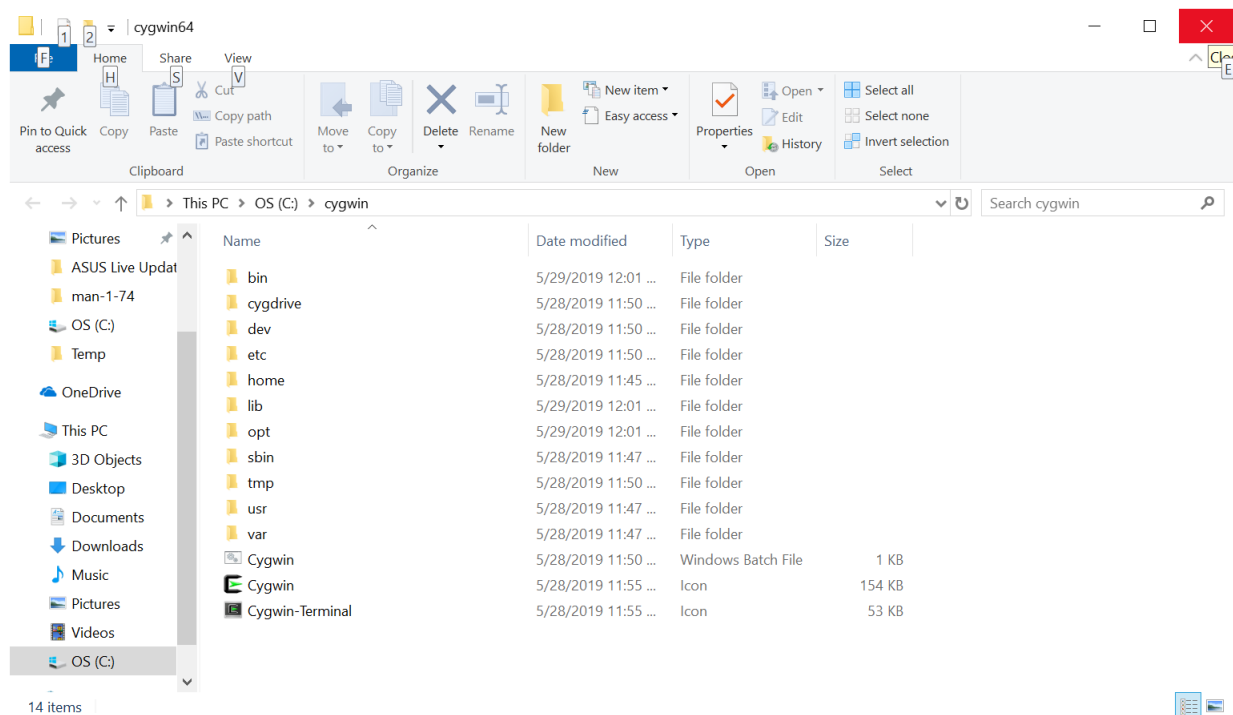 1 2 cygwin64
F Home Share View Clo
H S V E
Pin to Quick access
Copy
Paste
Cut
Copy path
Paste shortcut
Clipboard
Move to
Copy to
Delete
Rename
Organize
New folder
New item
Easy access
New
Properties
Open
Edit
History
Open
Select all
Select none
Invert selection
Select
This PC > OS (C:) > cygwin
Search cygwin
Pictures
ASUS Live Updat
man-1-74
OS (C:)
Temp
OneDrive
This PC
3D Objects
Desktop
Documents
Downloads
Music
Pictures
Videos
OS (C:)
Name Date modified Type Size
bin 5/29/2019 12:01 ... File folder
cygdrive 5/28/2019 11:50 ... File folder
dev 5/28/2019 11:50 ... File folder
etc 5/28/2019 11:50 ... File folder
home 5/28/2019 11:45 ... File folder
lib 5/29/2019 12:01 ... File folder
opt 5/29/2019 12:01 ... File folder
sbin 5/28/2019 11:47 ... File folder
tmp 5/28/2019 11:50 ... File folder
usr 5/28/2019 11:47 ... File folder
var 5/28/2019 11:47 ... File folder
Cygwin 5/28/2019 11:50 ... Windows Batch File 1 KB
Cygwin 5/28/2019 11:55 ... Icon 154 KB
Cygwin-Terminal 5/28/2019 11:55 ... Icon 53 KB
14 items